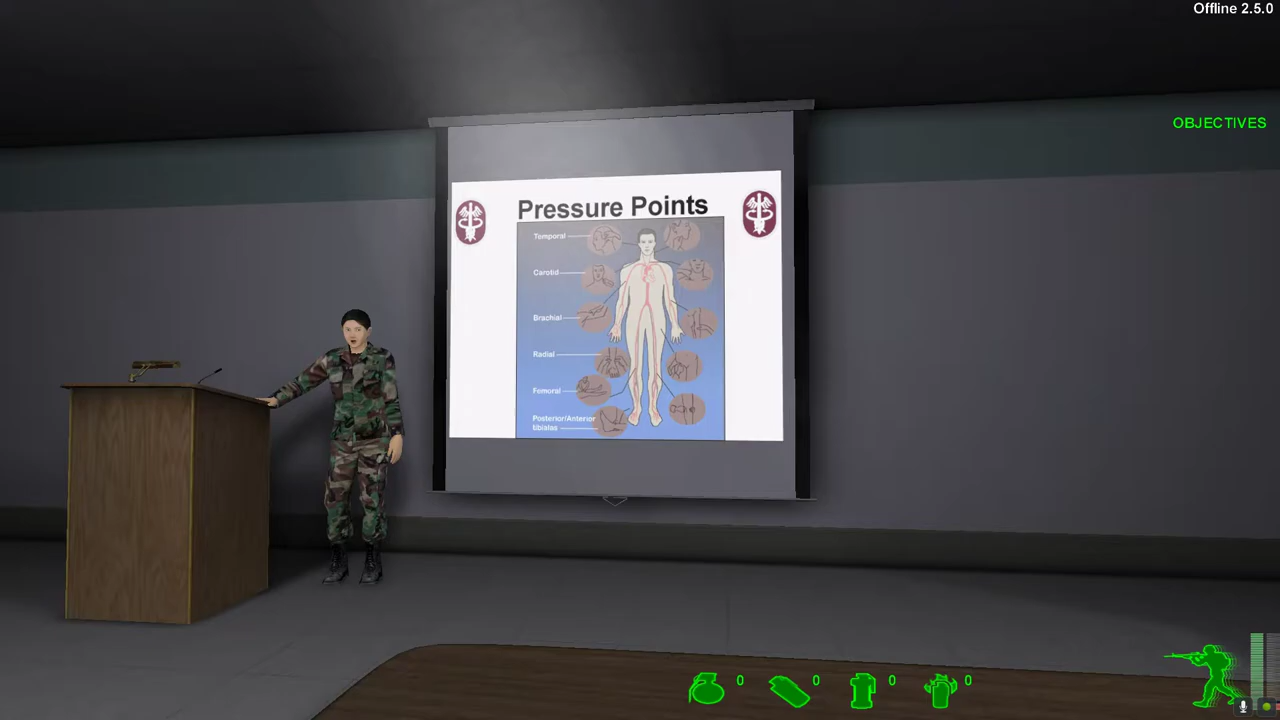 Offline 2.5.0
OBJECTIVES
Pressure Points
Temporal
Carotid
Brachial
Radial
Femoral
Posterior/Anterior
tibialas
0
0
0
0